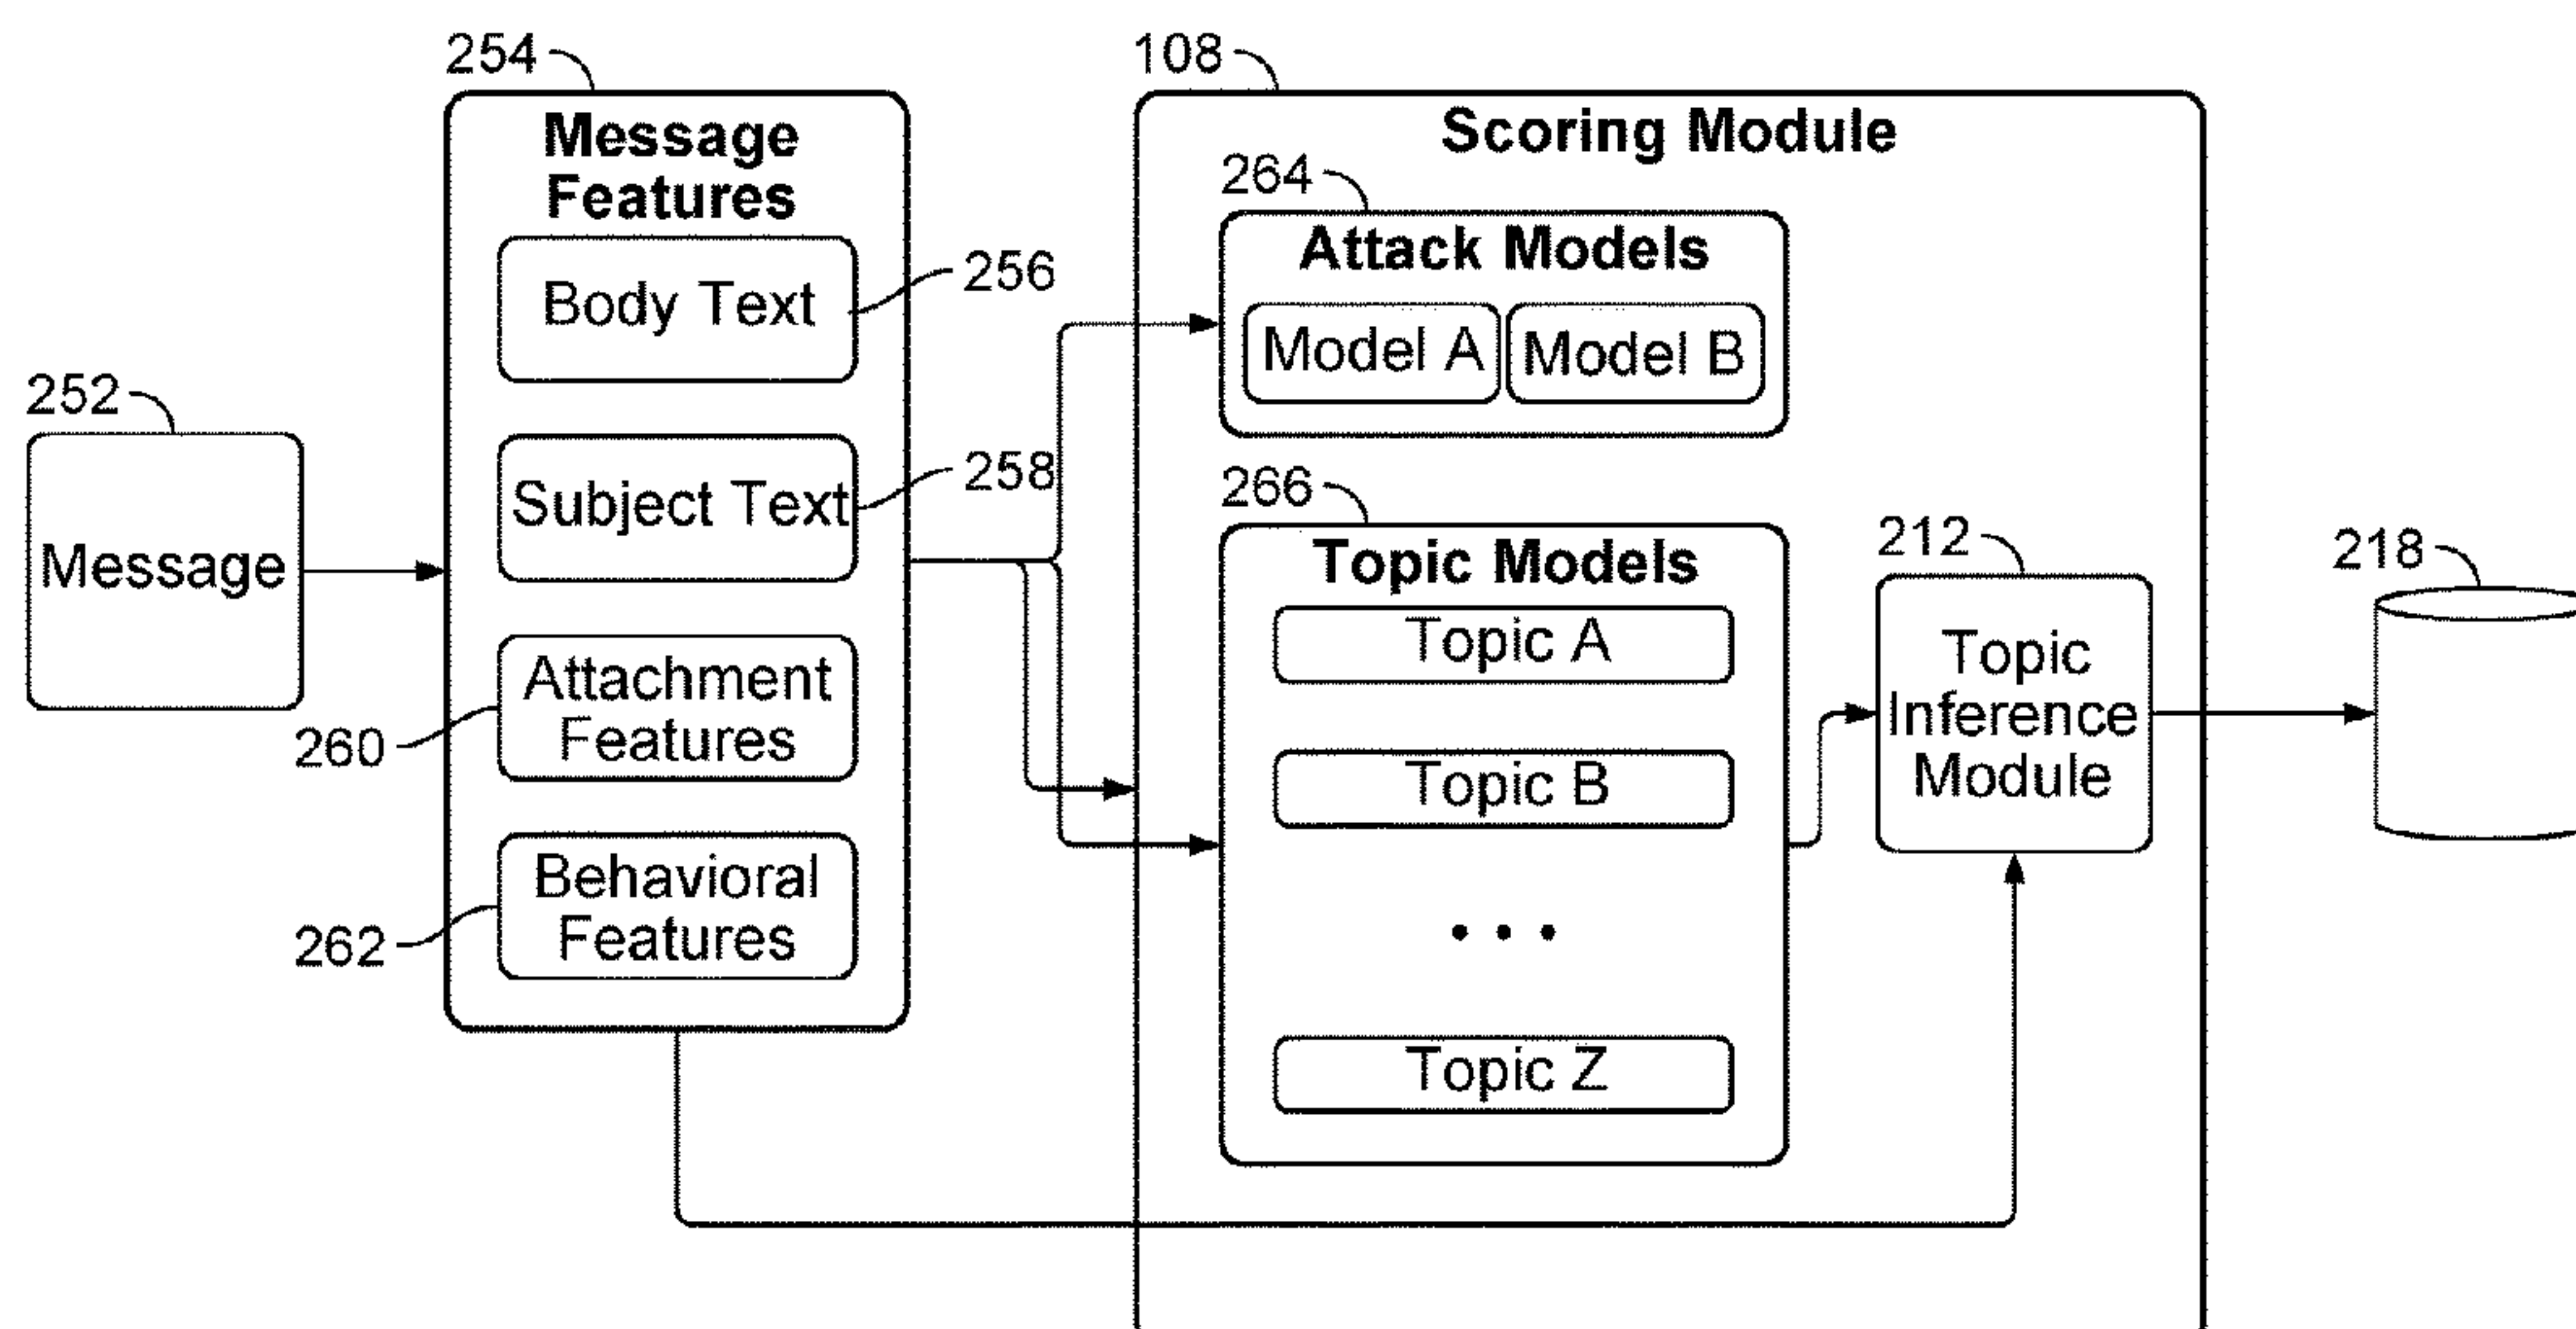 254
Message
Features
Body Text
256
Subject Text
258
Attachment
Features
260
Behavioral
Features
262
252
Message
108
Scoring Module
264
Attack Models
Model A
Model B
266
Topic Models
Topic A
Topic B
• • •
Topic Z
212
Topic
Inference
Module
218